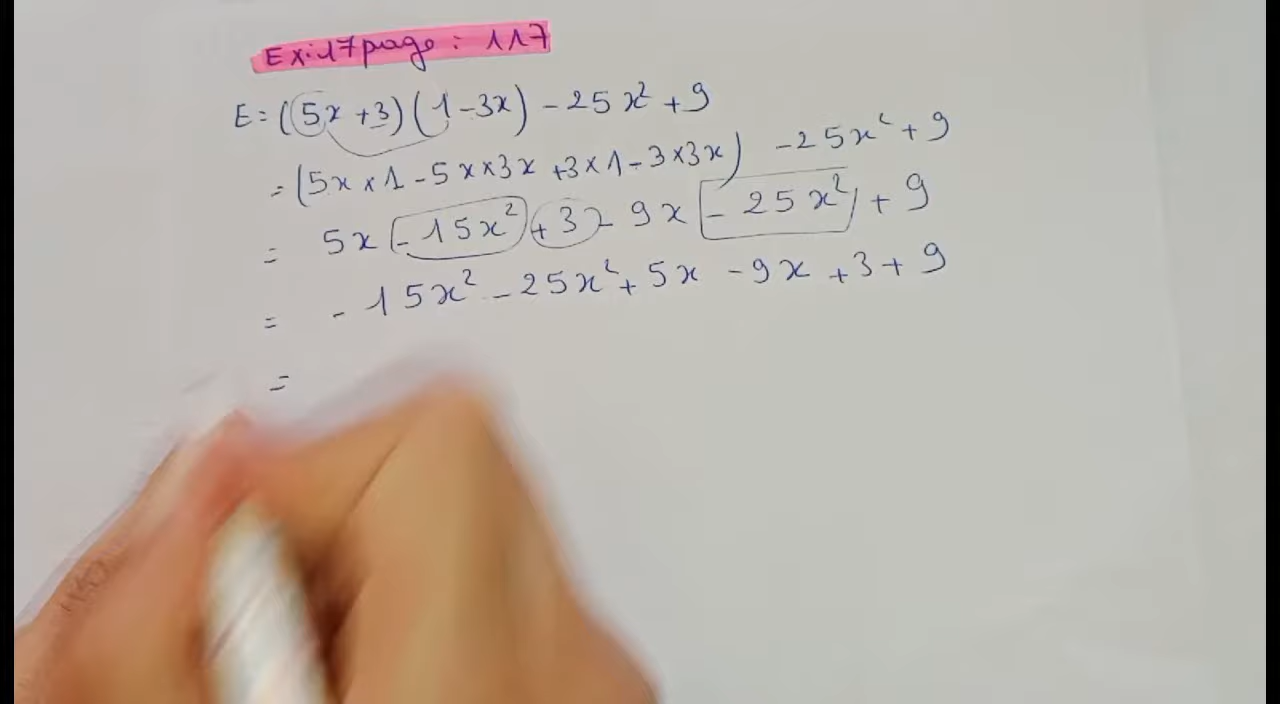 Ex:17 page: 117
E = (5x + 3)(1 - 3x) - 25x² + 9
= (5x × 1 - 5x × 3x + 3 × 1 - 3 × 3x) - 25x² + 9
= 5x - 15x² + 3 - 9x - 25x² + 9
= - 15x² - 25x² + 5x - 9x + 3 + 9
=